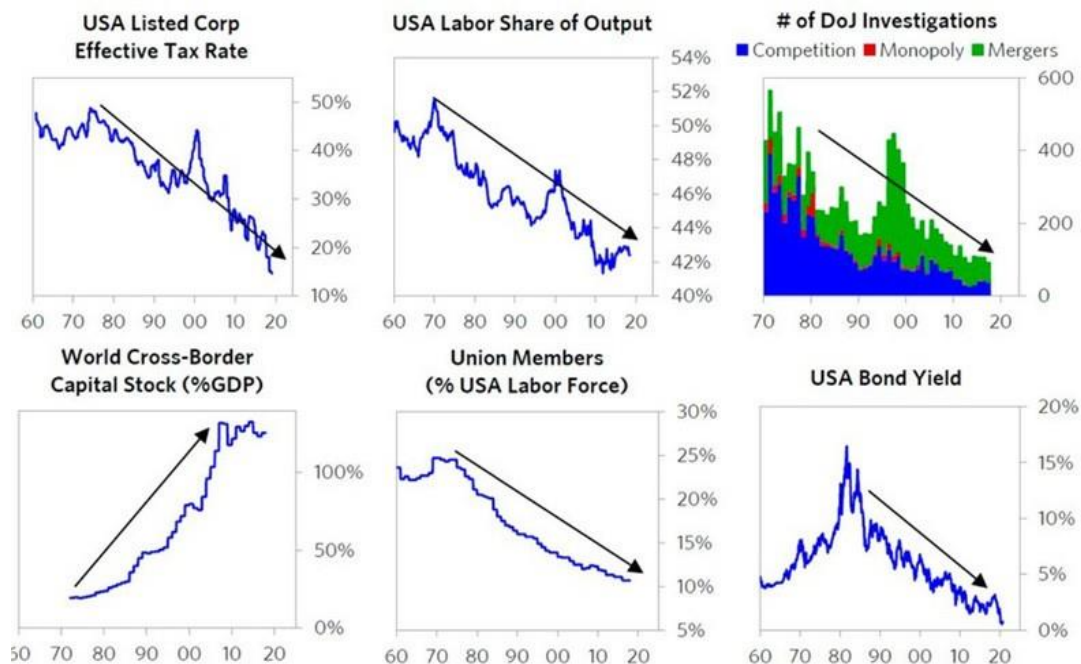 USA Listed Corp
Effective Tax Rate
50%
40%
30%
20%
10%
60 70 80 90 00 10 20
USA Labor Share of Output
54%
52%
50%
48%
46%
44%
42%
40%
60 70 80 90 00 10 20
# of DoJ Investigations
Competition Monopoly Mergers
600
400
200
0
70 80 90 00 10 20
World Cross-Border
Capital Stock (%GDP)
100%
50%
0%
60 70 80 90 00 10 20
Union Members
(% USA Labor Force)
30%
25%
20%
15%
10%
5%
60 70 80 90 00 10 20
USA Bond Yield
20%
15%
10%
5%
0%
60 70 80 90 00 10 20